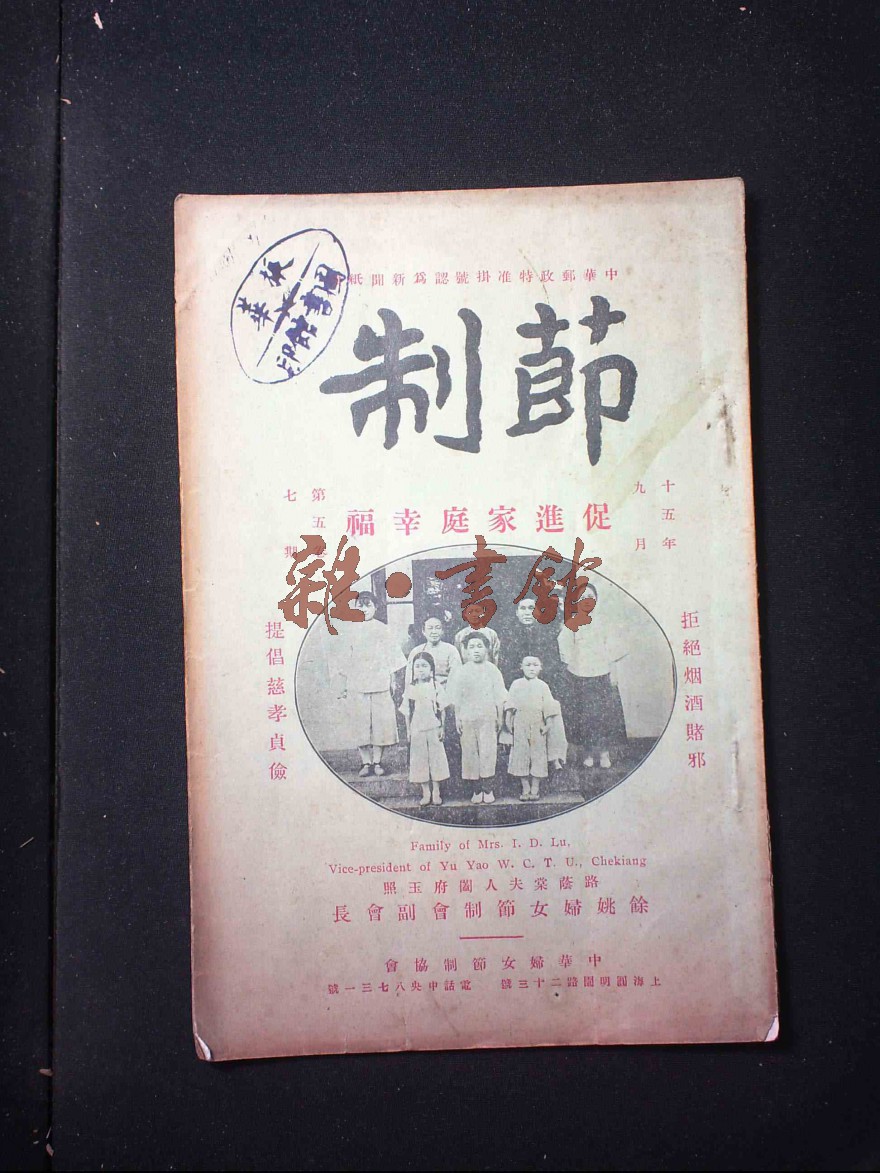 中華郵政特准掛號認爲新聞紙
節制
十五年
九月
第五卷
七期
促進家庭幸福
雜·書館
拒絕烟酒賭邪
提倡慈孝貞儉
Family of Mrs. I. D. Lu,
Vice-president of Yu Yao W. C. T. U., Chekiang
路蔭棠夫人闔府玉照
餘姚婦女節制會副會長
中華婦女節制協會
上海圓明園路二十三號 電話中央八七三一號